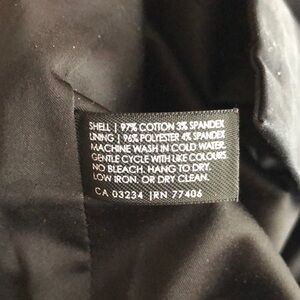 SHELL | 97% COTTON 3% SPANDEX
LINING | 96% POLYESTER 4% SPANDEX
MACHINE WASH IN COLD WATER.
GENTLE CYCLE WITH LIKE COLOURS.
NO BLEACH. HANG TO DRY.
LOW IRON. OR DRY CLEAN.
CA 03234 | RN 77406